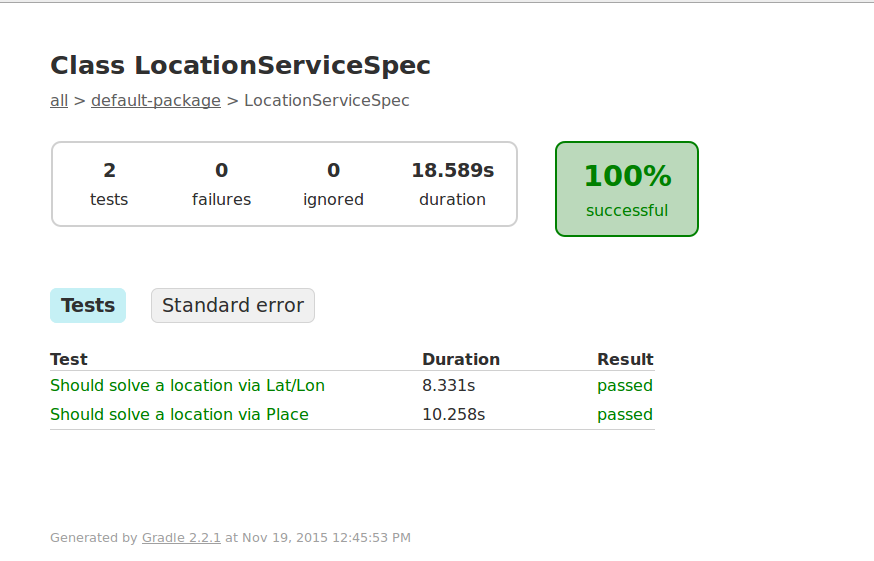 Class LocationServiceSpec
all > default-package > LocationServiceSpec
2 0 0 18.589s
tests failures ignored duration
100%
successful
Tests Standard error
Test Duration Result
Should solve a location via Lat/Lon 8.331s passed
Should solve a location via Place 10.258s passed
Generated by Gradle 2.2.1 at Nov 19, 2015 12:45:53 PM